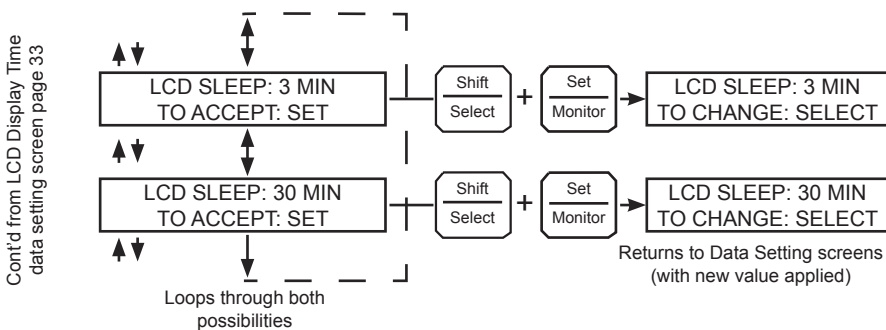 Cont'd from LCD Display Time
data setting screen page 33
LCD SLEEP: 3 MIN
TO ACCEPT: SET
Shift
Select
+
Set
Monitor
LCD SLEEP: 3 MIN
TO CHANGE: SELECT
LCD SLEEP: 30 MIN
TO ACCEPT: SET
Shift
Select
+
Set
Monitor
LCD SLEEP: 30 MIN
TO CHANGE: SELECT
Returns to Data Setting screens
(with new value applied)
Loops through both
possibilities